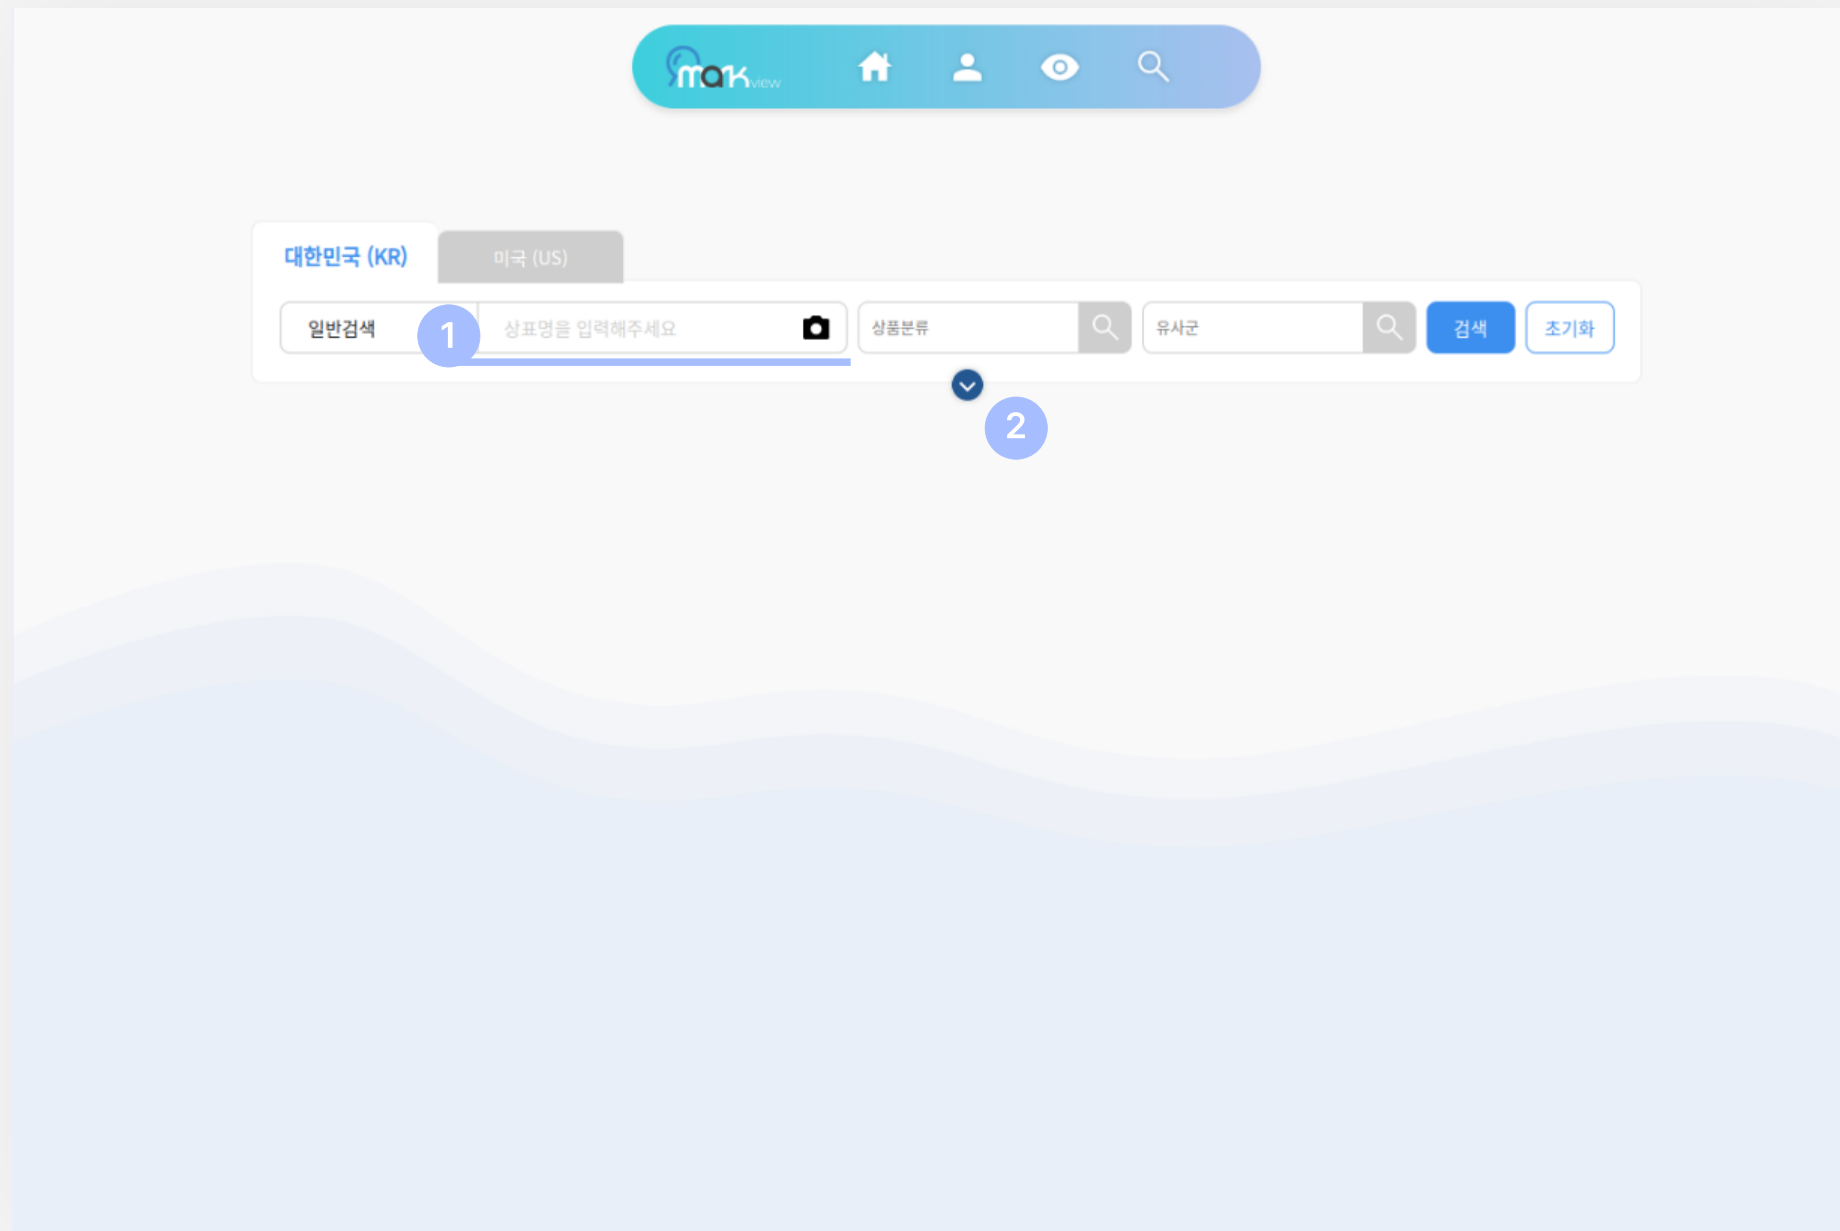 mark view
대한민국 (KR)
미국 (US)
일반검색
1
상표명을 입력해주세요
상품분류
유사군
검색
초기화
2